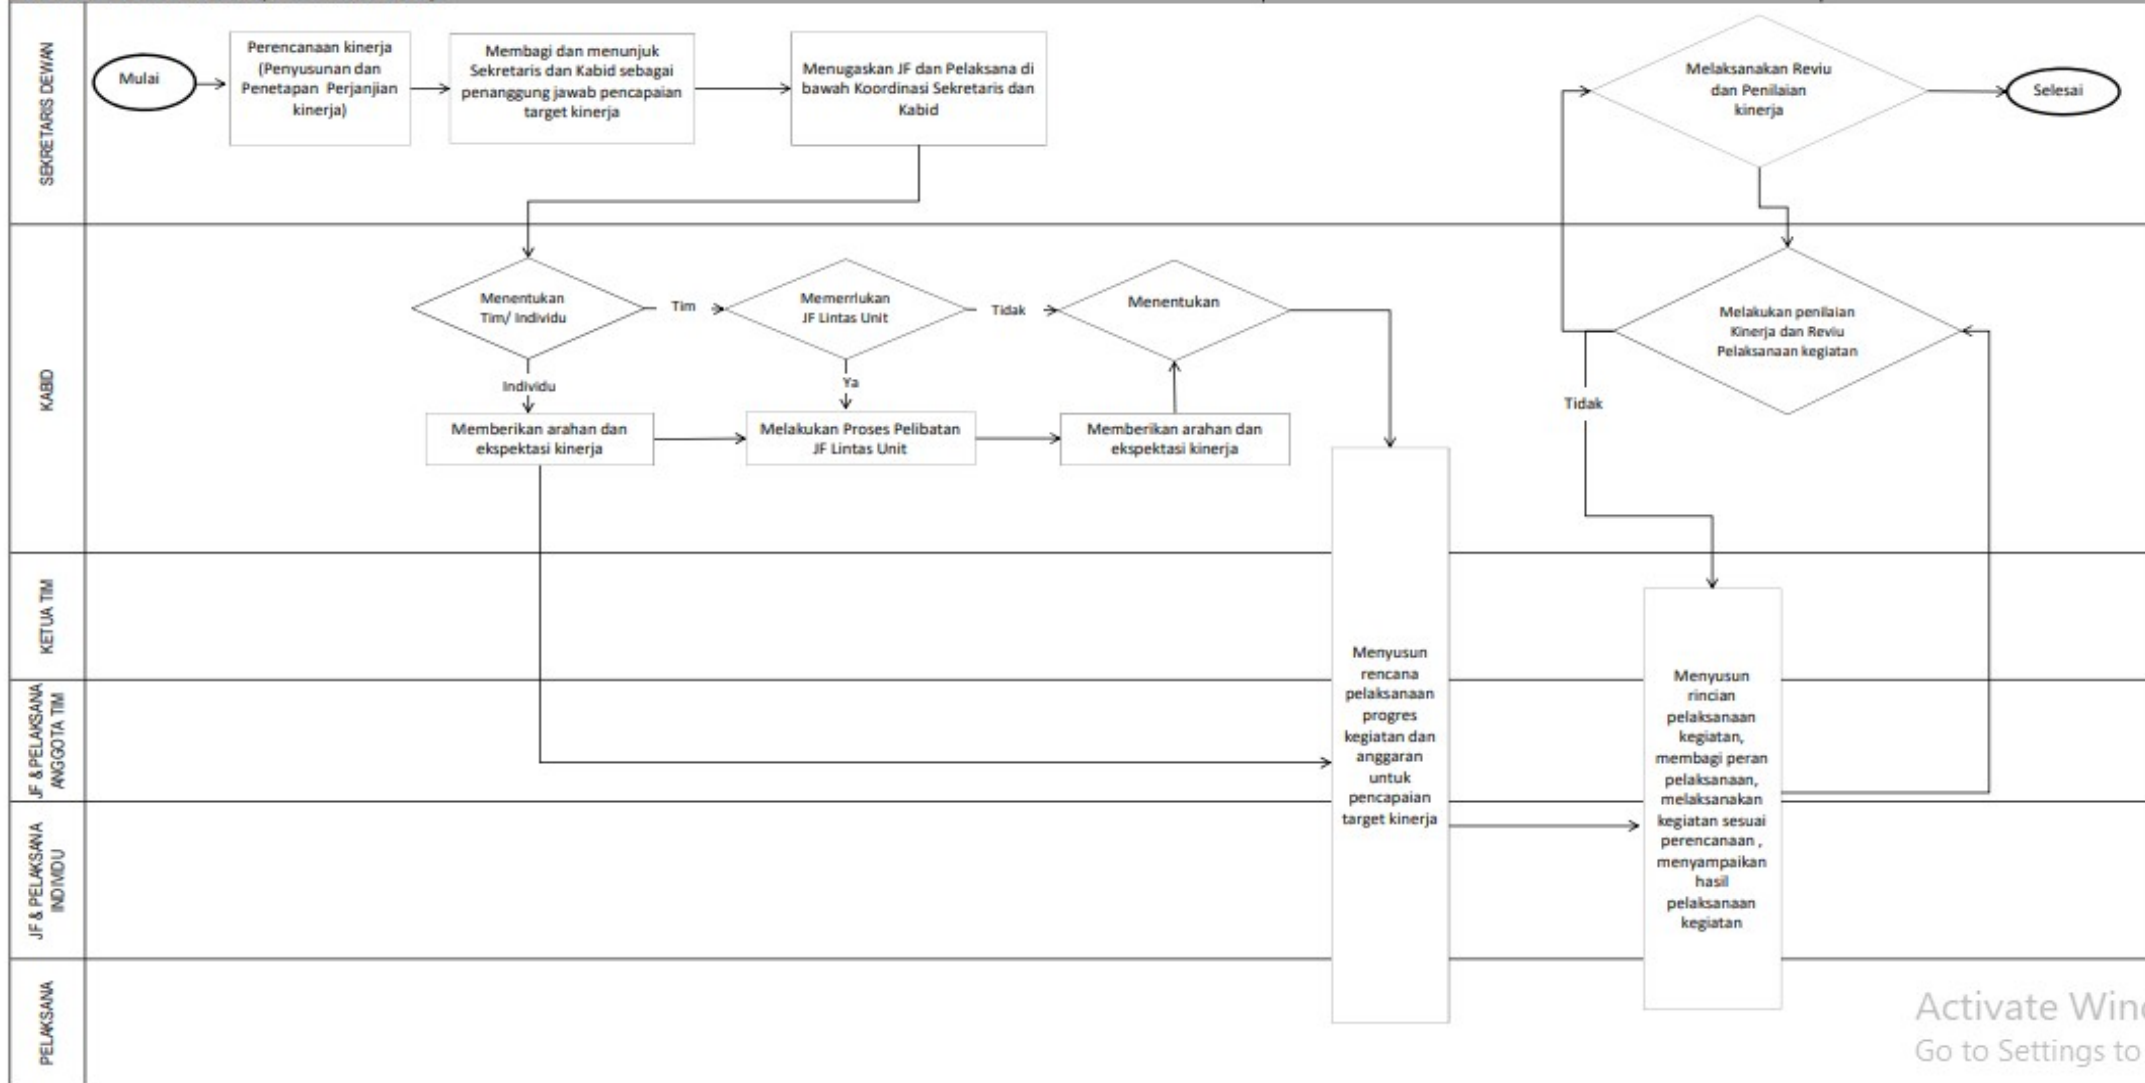 SEKRETARIS DEWAN
Mulai
Perencanaan kinerja
(Penyusunan dan
Penetapan Perjanjian
kinerja)
Membagi dan menunjuk
Sekretaris dan Kabid sebagai
penanggung jawab pencapaian
target kinerja
Menugaskan JF dan Pelaksana di
bawah Koordinasi Sekretaris dan
Kabid
Melaksanakan Reviu
dan Penilaian
kinerja
Selesai
KABID
Menentukan
Tim/ Individu
Tim
Memerrlukan
JF Lintas Unit
Tidak
Menentukan
Individu
Ya
Memberikan arahan dan
ekspektasi kinerja
Melakukan Proses Pelibatan
JF Lintas Unit
Memberikan arahan dan
ekspektasi kinerja
Melakukan penilaian
Kinerja dan Reviu
Pelaksanaan kegiatan
Tidak
KETUA TIM
JF & PELAKSANA
ANGGOTA TIM
JF & PELAKSANA
INDIVIDU
PELAKSANA
Menyusun
rencana
pelaksanaan
progres
kegiatan dan
anggaran
untuk
pencapaian
target kinerja
Menyusun
rincian
pelaksanaan
kegiatan,
membagi peran
pelaksanaan,
melaksanakan
kegiatan sesuai
perencanaan ,
menyampaikan
hasil
pelaksanaan
kegiatan
Activate Win
Go to Settings to